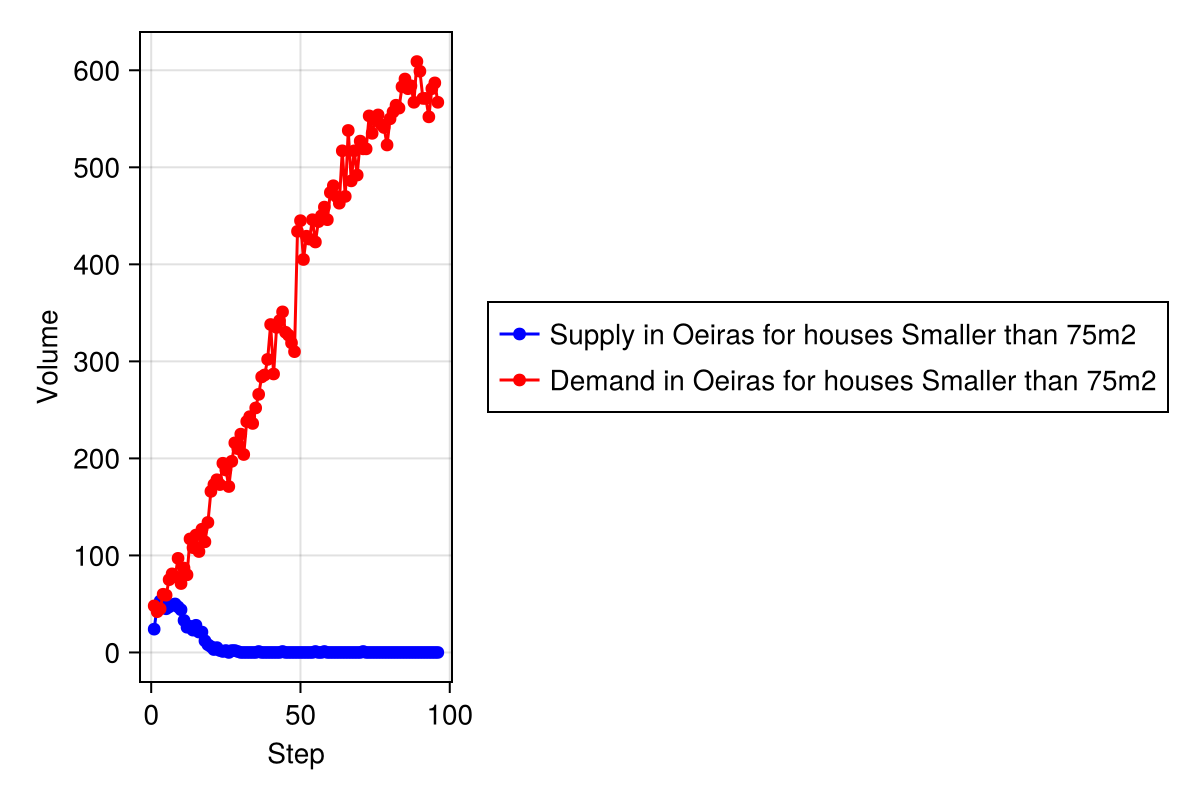 600
500
400
300
200
100
0
Volume
0 50 100
Step
Supply in Oeiras for houses Smaller than 75m2
Demand in Oeiras for houses Smaller than 75m2